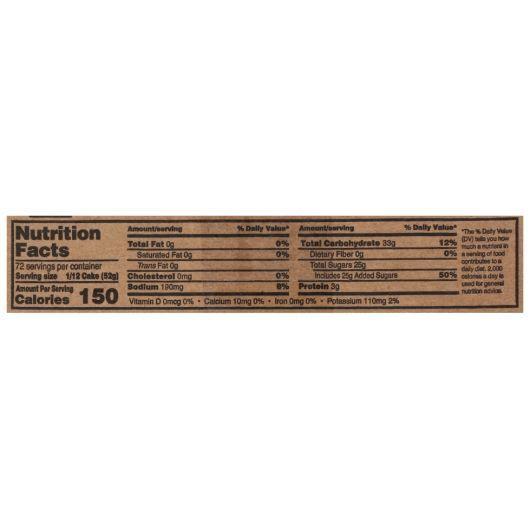 Nutrition
Facts
72 servings per container
Serving size 1/12 Cake (52g)
Amount Per Serving
Calories 150
Amount/serving % Daily Value*
Total Fat 0g 0%
Saturated Fat 0g 0%
Trans Fat 0g
Cholesterol 0mg 0%
Sodium 190mg 8%
Amount/serving % Daily Value*
Total Carbohydrate 33g 12%
Dietary Fiber 0g 0%
Total Sugars 25g
Includes 25g Added Sugars 50%
Protein 3g
Vitamin D 0mcg 0% • Calcium 10mg 0% • Iron 0mg 0% • Potassium 110mg 2%
*The % Daily Value
(DV) tells you how
much a nutrient in
a serving of food
contributes to a
daily diet. 2,000
calories a day is
used for general
nutrition advice.